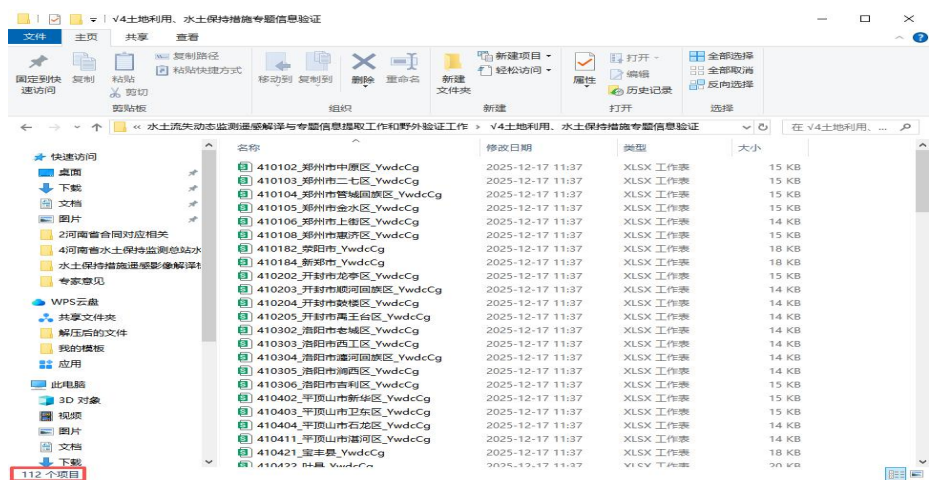 √4土地利用、水土保持措施专题信息验证
文件 主页 共享 查看
固定到快速访问
复制
粘贴
复制路径
粘贴快捷方式
剪切
剪贴板
移动到
复制到
删除
重命名
组织
新建文件夹
新建项目
轻松访问
新建
属性
打开
编辑
历史记录
打开
全部选择
全部取消
反向选择
选择
« 水土流失动态监测遥感解译与专题信息提取工作和野外验证工作 › √4土地利用、水土保持措施专题信息验证
在 √4土地利用、 ...
快速访问
桌面
下载
文档
图片
2河南省合同对应相关
4河南省水土保持监测总站水
水土保持措施遥感影像解译
专家意见
WPS云盘
共享文件夹
解压后的文件
我的模板
应用
此电脑
3D 对象
视频
图片
文档
下载
名称 修改日期 类型 大小
410102_郑州市中原区_YwdcCg 2025-12-17 11:37 XLSX 工作表 15 KB
410103_郑州市二七区_YwdcCg 2025-12-17 11:37 XLSX 工作表 15 KB
410104_郑州市管城回族区_YwdcCg 2025-12-17 11:37 XLSX 工作表 15 KB
410105_郑州市金水区_YwdcCg 2025-12-17 11:37 XLSX 工作表 15 KB
410106_郑州市上街区_YwdcCg 2025-12-17 11:37 XLSX 工作表 14 KB
410108_郑州市惠济区_YwdcCg 2025-12-17 11:37 XLSX 工作表 15 KB
410182_荥阳市_YwdcCg 2025-12-17 11:37 XLSX 工作表 18 KB
410184_新郑市_YwdcCg 2025-12-17 11:37 XLSX 工作表 18 KB
410202_开封市龙亭区_YwdcCg 2025-12-17 11:37 XLSX 工作表 15 KB
410203_开封市顺河回族区_YwdcCg 2025-12-17 11:37 XLSX 工作表 14 KB
410204_开封市鼓楼区_YwdcCg 2025-12-17 11:37 XLSX 工作表 14 KB
410205_开封市禹王台区_YwdcCg 2025-12-17 11:37 XLSX 工作表 14 KB
410302_洛阳市老城区_YwdcCg 2025-12-17 11:37 XLSX 工作表 14 KB
410303_洛阳市西工区_YwdcCg 2025-12-17 11:37 XLSX 工作表 14 KB
410304_洛阳市瀍河回族区_YwdcCg 2025-12-17 11:37 XLSX 工作表 14 KB
410305_洛阳市涧西区_YwdcCg 2025-12-17 11:37 XLSX 工作表 14 KB
410306_洛阳市吉利区_YwdcCg 2025-12-17 11:37 XLSX 工作表 15 KB
410402_平顶山市新华区_YwdcCg 2025-12-17 11:37 XLSX 工作表 15 KB
410403_平顶山市卫东区_YwdcCg 2025-12-17 11:37 XLSX 工作表 15 KB
410404_平顶山市石龙区_YwdcCg 2025-12-17 11:37 XLSX 工作表 14 KB
410411_平顶山市湛河区_YwdcCg 2025-12-17 11:37 XLSX 工作表 14 KB
410421_宝丰县_YwdcCg 2025-12-17 11:37 XLSX 工作表 18 KB
410422_叶县_YwdcCg 2025-12-17 11:37 XLSX 工作表 20 KB
112 个项目